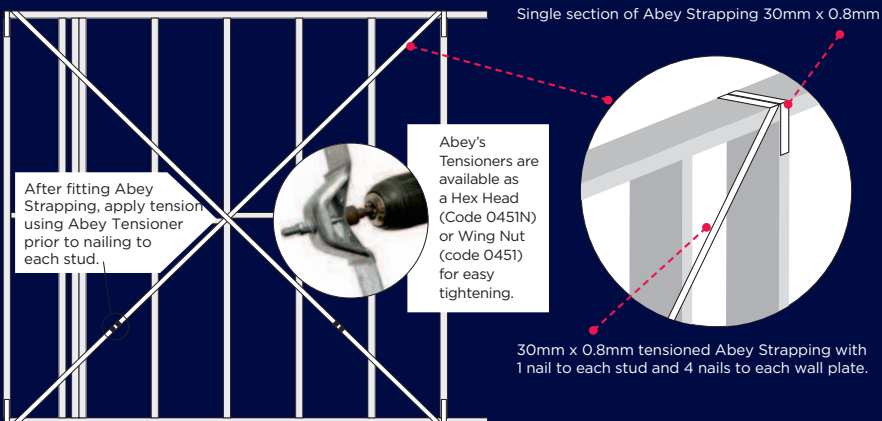 Single section of Abey Strapping 30mm x 0.8mm
After fitting Abey
Strapping, apply tension
using Abey Tensioner
prior to nailing to
each stud.
Abey's
Tensioners are
available as
a Hex Head
(Code 0451N)
or Wing Nut
(code 0451)
for easy
tightening.
30mm x 0.8mm tensioned Abey Strapping with
1 nail to each stud and 4 nails to each wall plate.